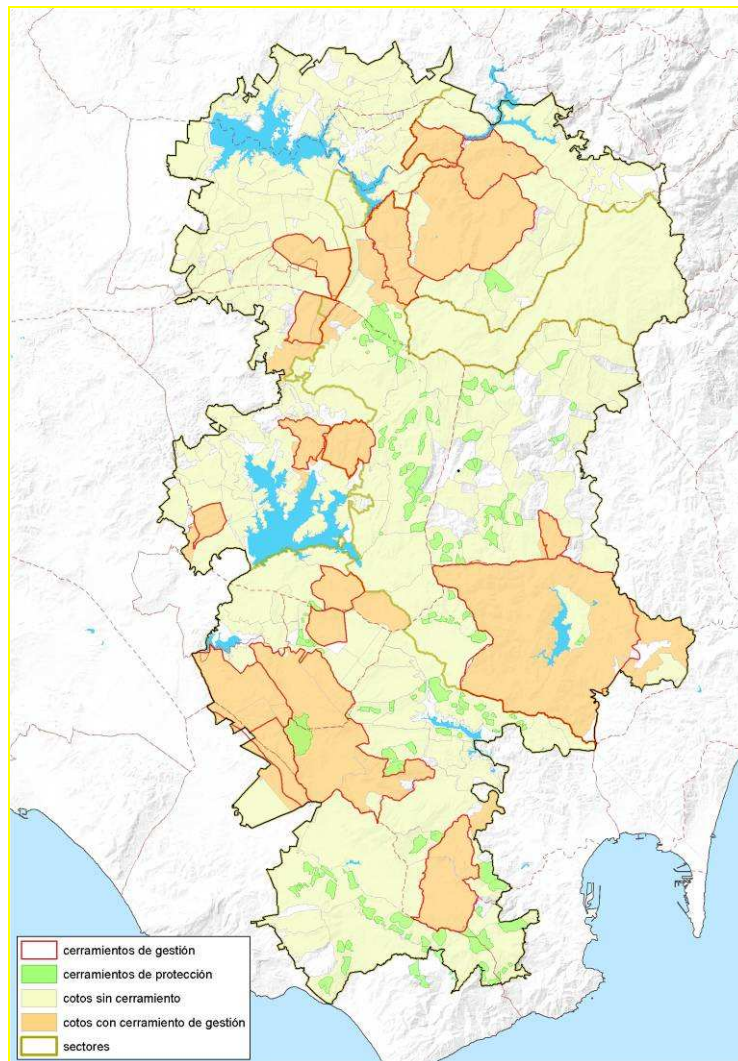 cerramientos de gestión
cerramientos de protección
cotos sin cerramiento
cotos con cerramiento de gestión
sectores